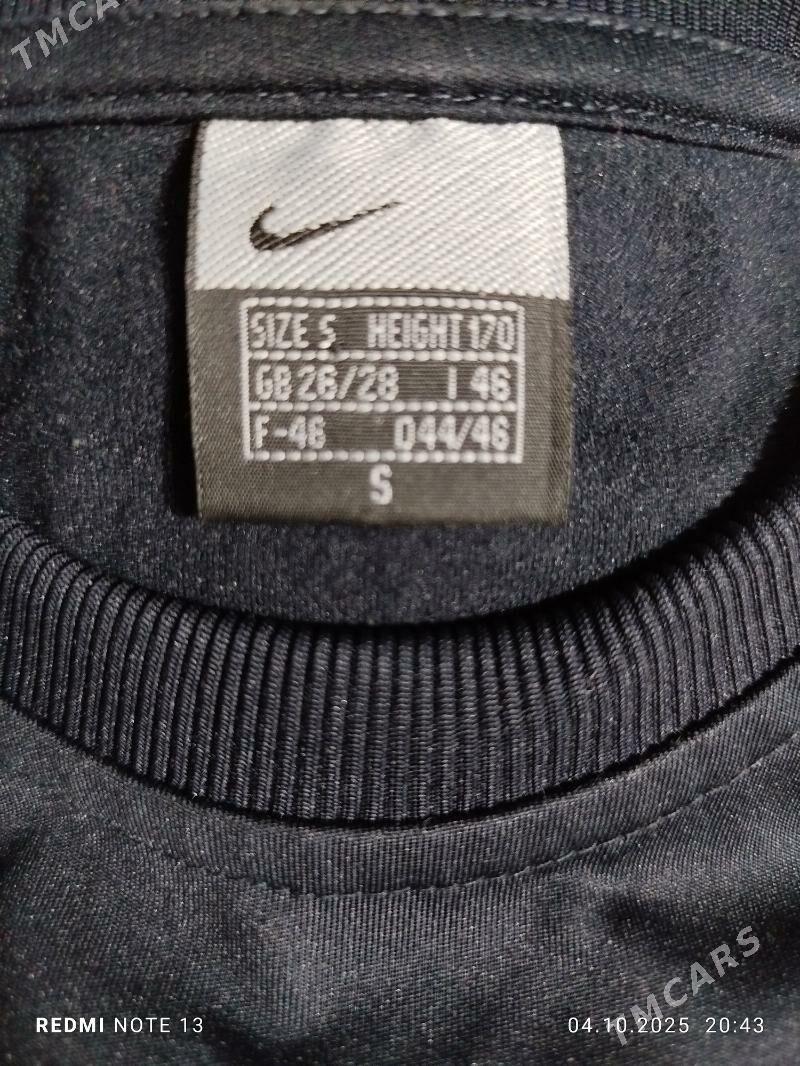 TMCARS
SIZE S HEIGHT 170
GB 26/28 I 46
F-46 D 44/46
S
TMCARS
REDMI NOTE 13
04.10.2025 20:43